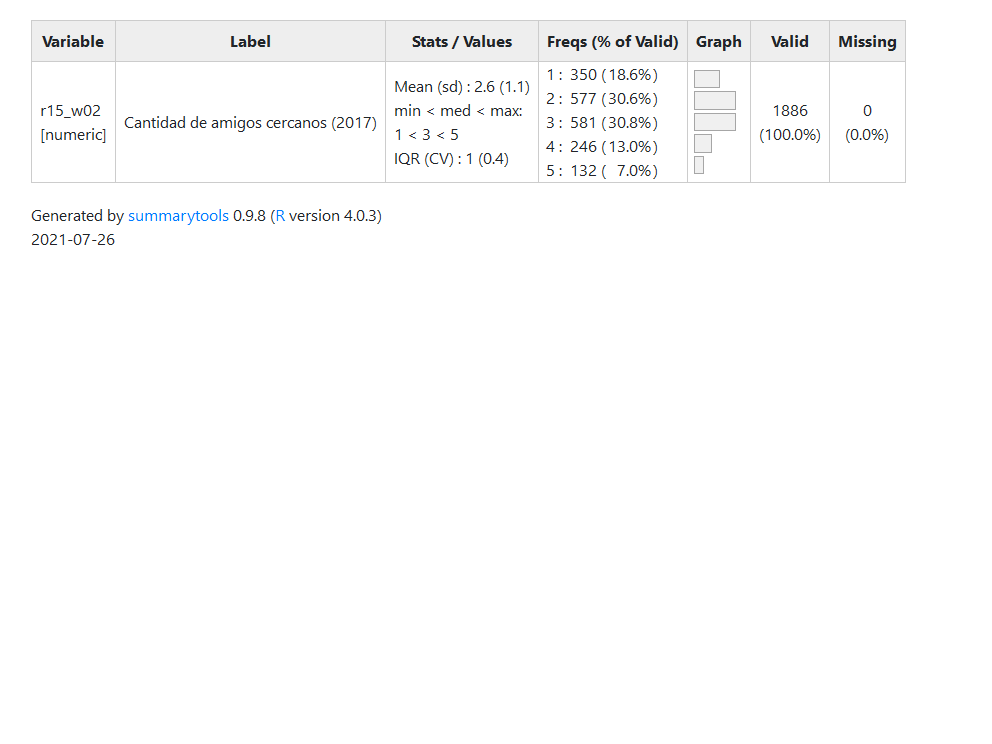 Variable Label Stats / Values Freqs (% of Valid) Graph Valid Missing
r15_w02
[numeric]
Cantidad de amigos cercanos (2017)
Mean (sd) : 2.6 (1.1)
min < med < max:
1 < 3 < 5
IQR (CV) : 1 (0.4)
1 : 350 (18.6%)
2 : 577 (30.6%)
3 : 581 (30.8%)
4 : 246 (13.0%)
5 : 132 ( 7.0%)
1886
(100.0%)
0
(0.0%)
Generated by summarytools 0.9.8 (R version 4.0.3)
2021-07-26